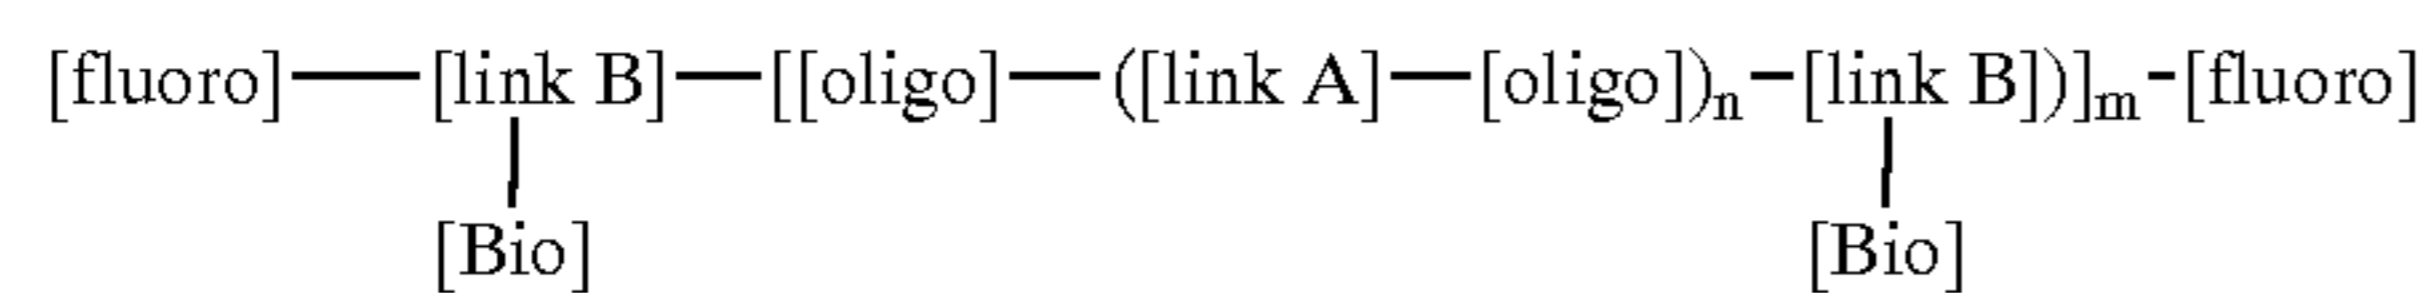 [fluoro]—[link B]—[[oligo]—([link A]—[oligo])n-[link B])]m-[fluoro]
[Bio] [Bio]